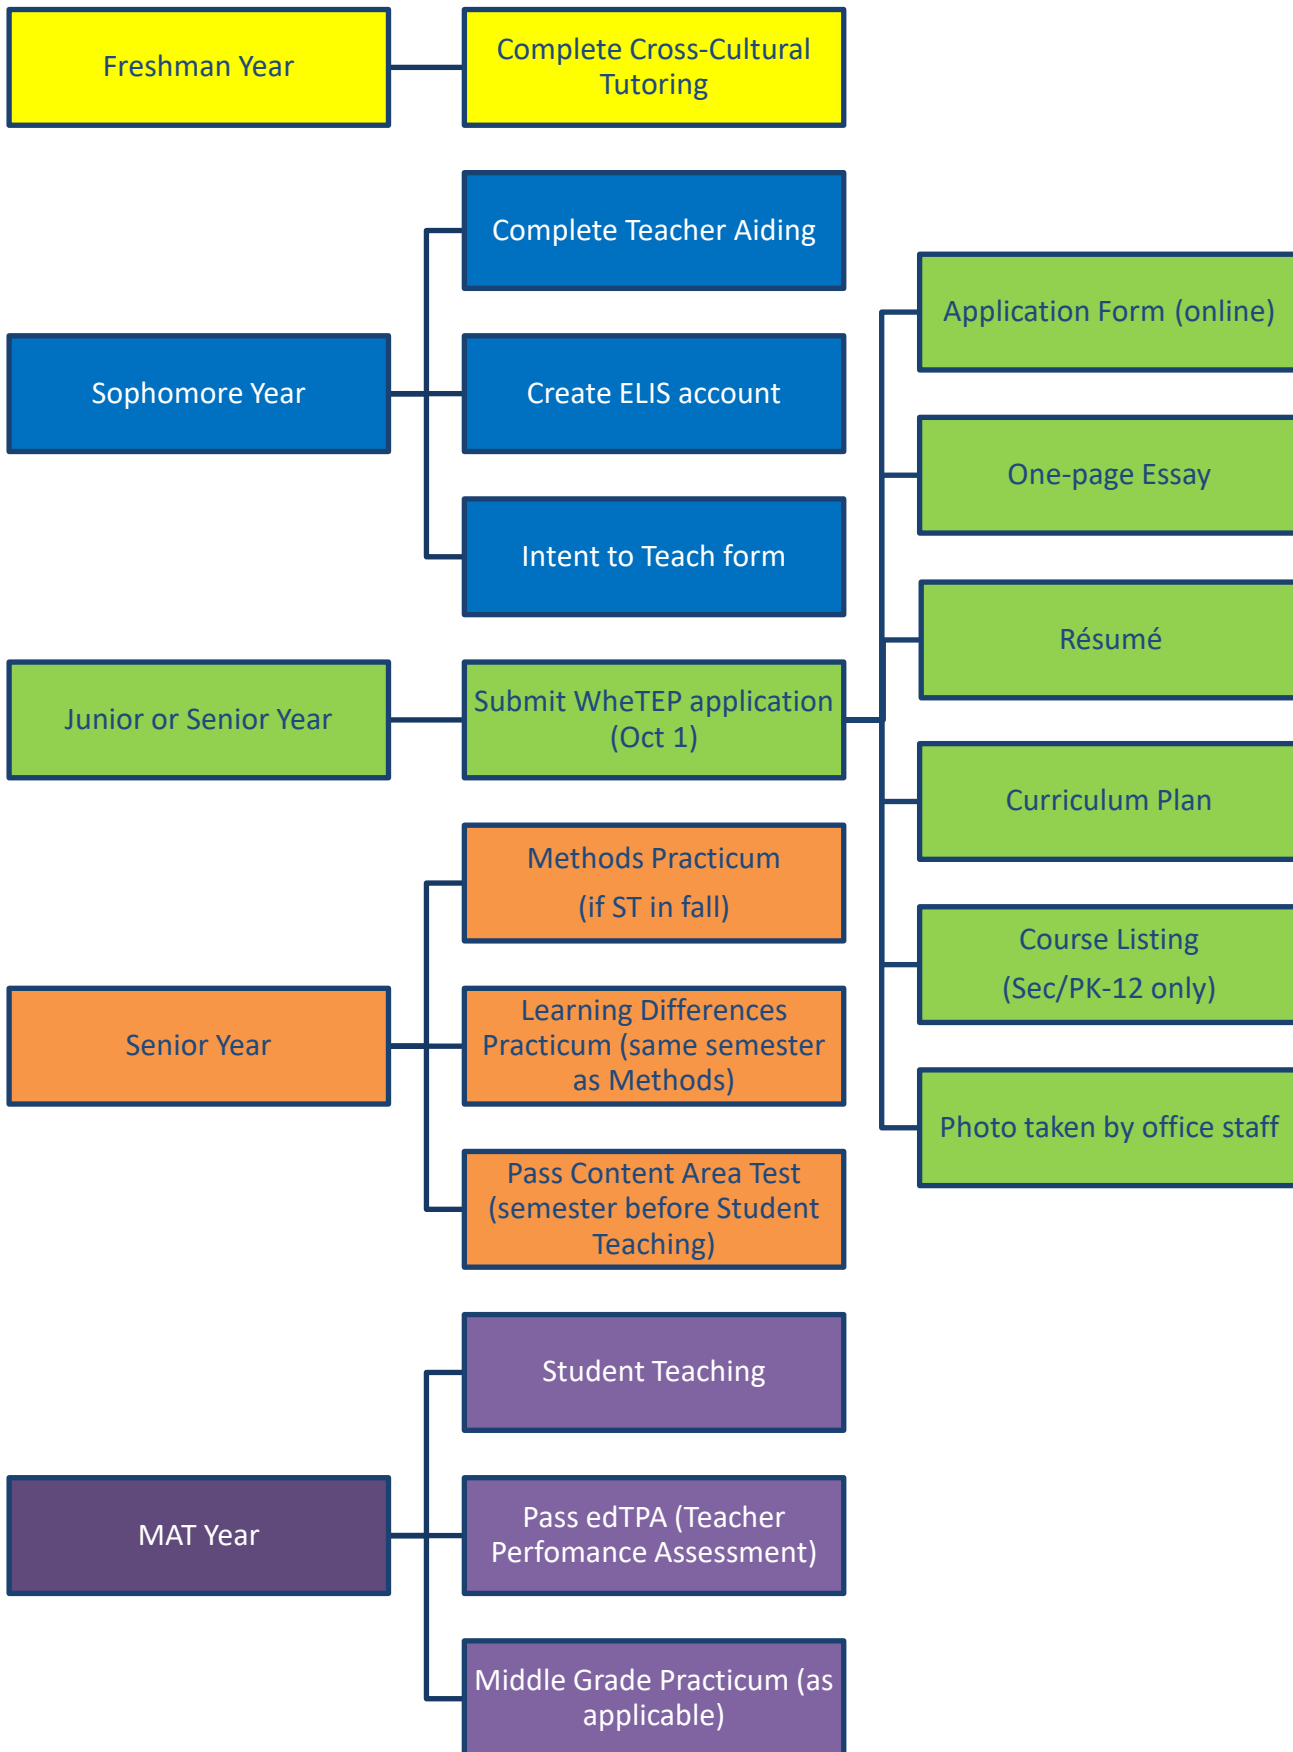 Freshman Year
Complete Cross-Cultural
Tutoring
Sophomore Year
Complete Teacher Aiding
Create ELIS account
Intent to Teach form
Junior or Senior Year
Submit WheTEP application
(Oct 1)
Application Form (online)
One-page Essay
Résumé
Curriculum Plan
Course Listing
(Sec/PK-12 only)
Photo taken by office staff
Senior Year
Methods Practicum
(if ST in fall)
Learning Differences
Practicum (same semester
as Methods)
Pass Content Area Test
(semester before Student
Teaching)
MAT Year
Student Teaching
Pass edTPA (Teacher
Perfomance Assessment)
Middle Grade Practicum (as
applicable)